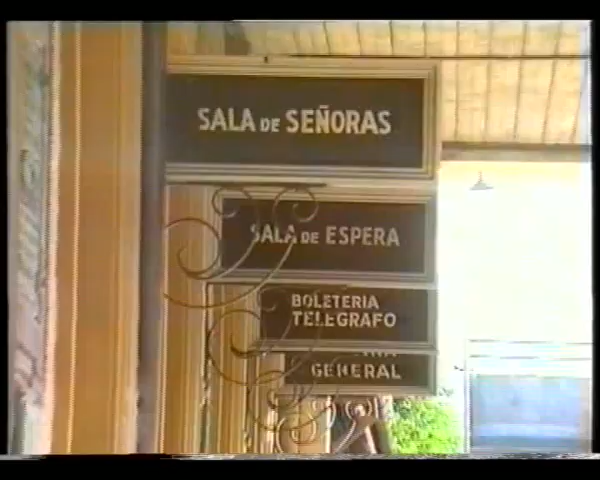 SALA DE SEÑORAS
SALA DE ESPERA
BOLETERIA
TELEGRAFO
GENERAL